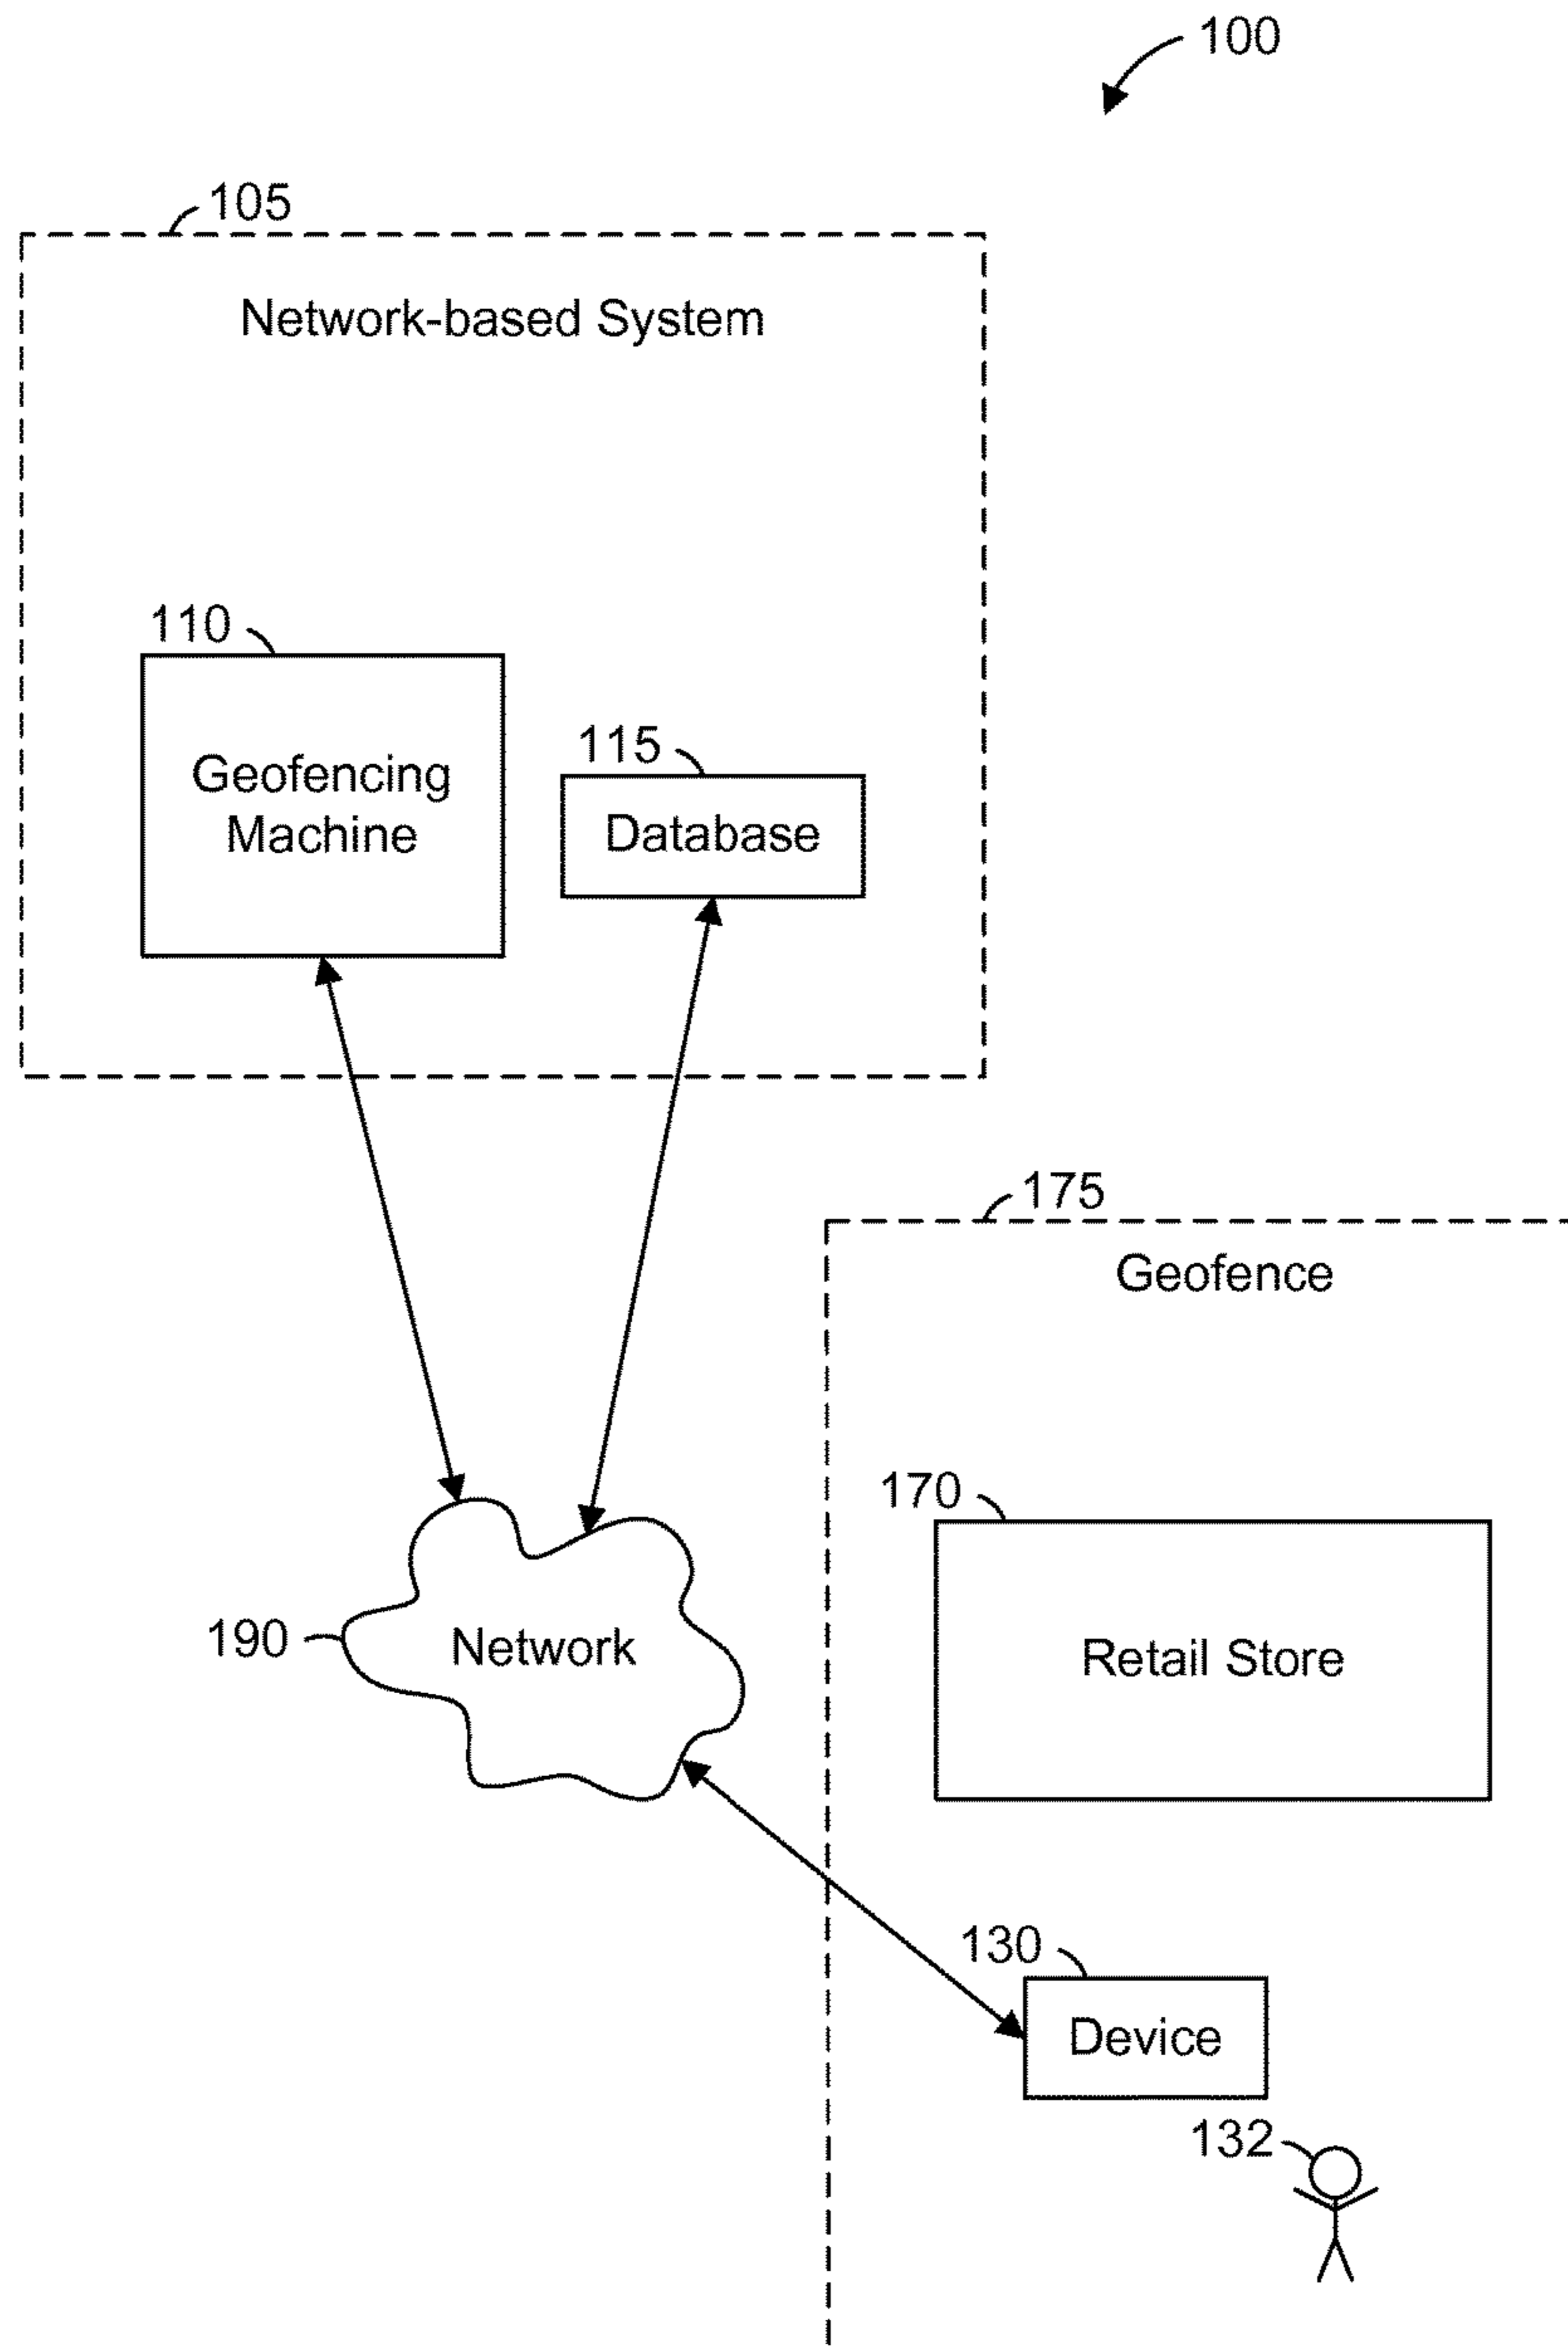 100
105
Network-based System
110
Geofencing
Machine
115
Database
175
Geofence
170
Retail Store
190
Network
130
Device
132